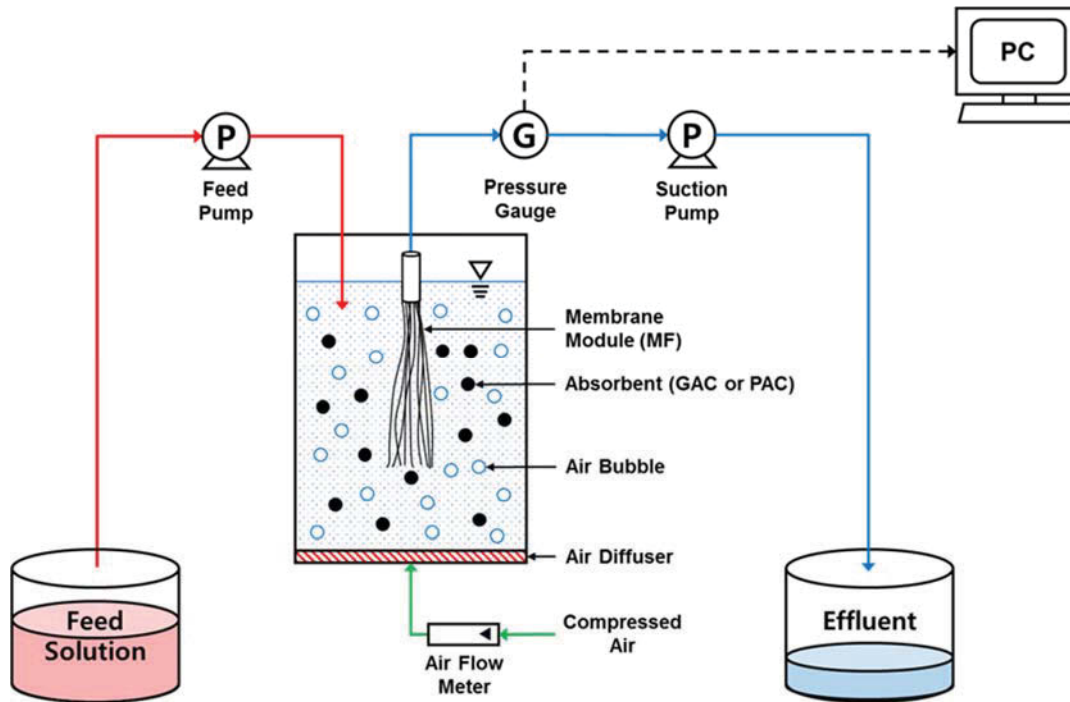 PC
P
G
P
Feed
Pump
Pressure
Gauge
Suction
Pump
Membrane
Module (MF)
Absorbent (GAC or PAC)
Air Bubble
Air Diffuser
Feed
Solution
Compressed
Air
Air Flow
Meter
Effluent